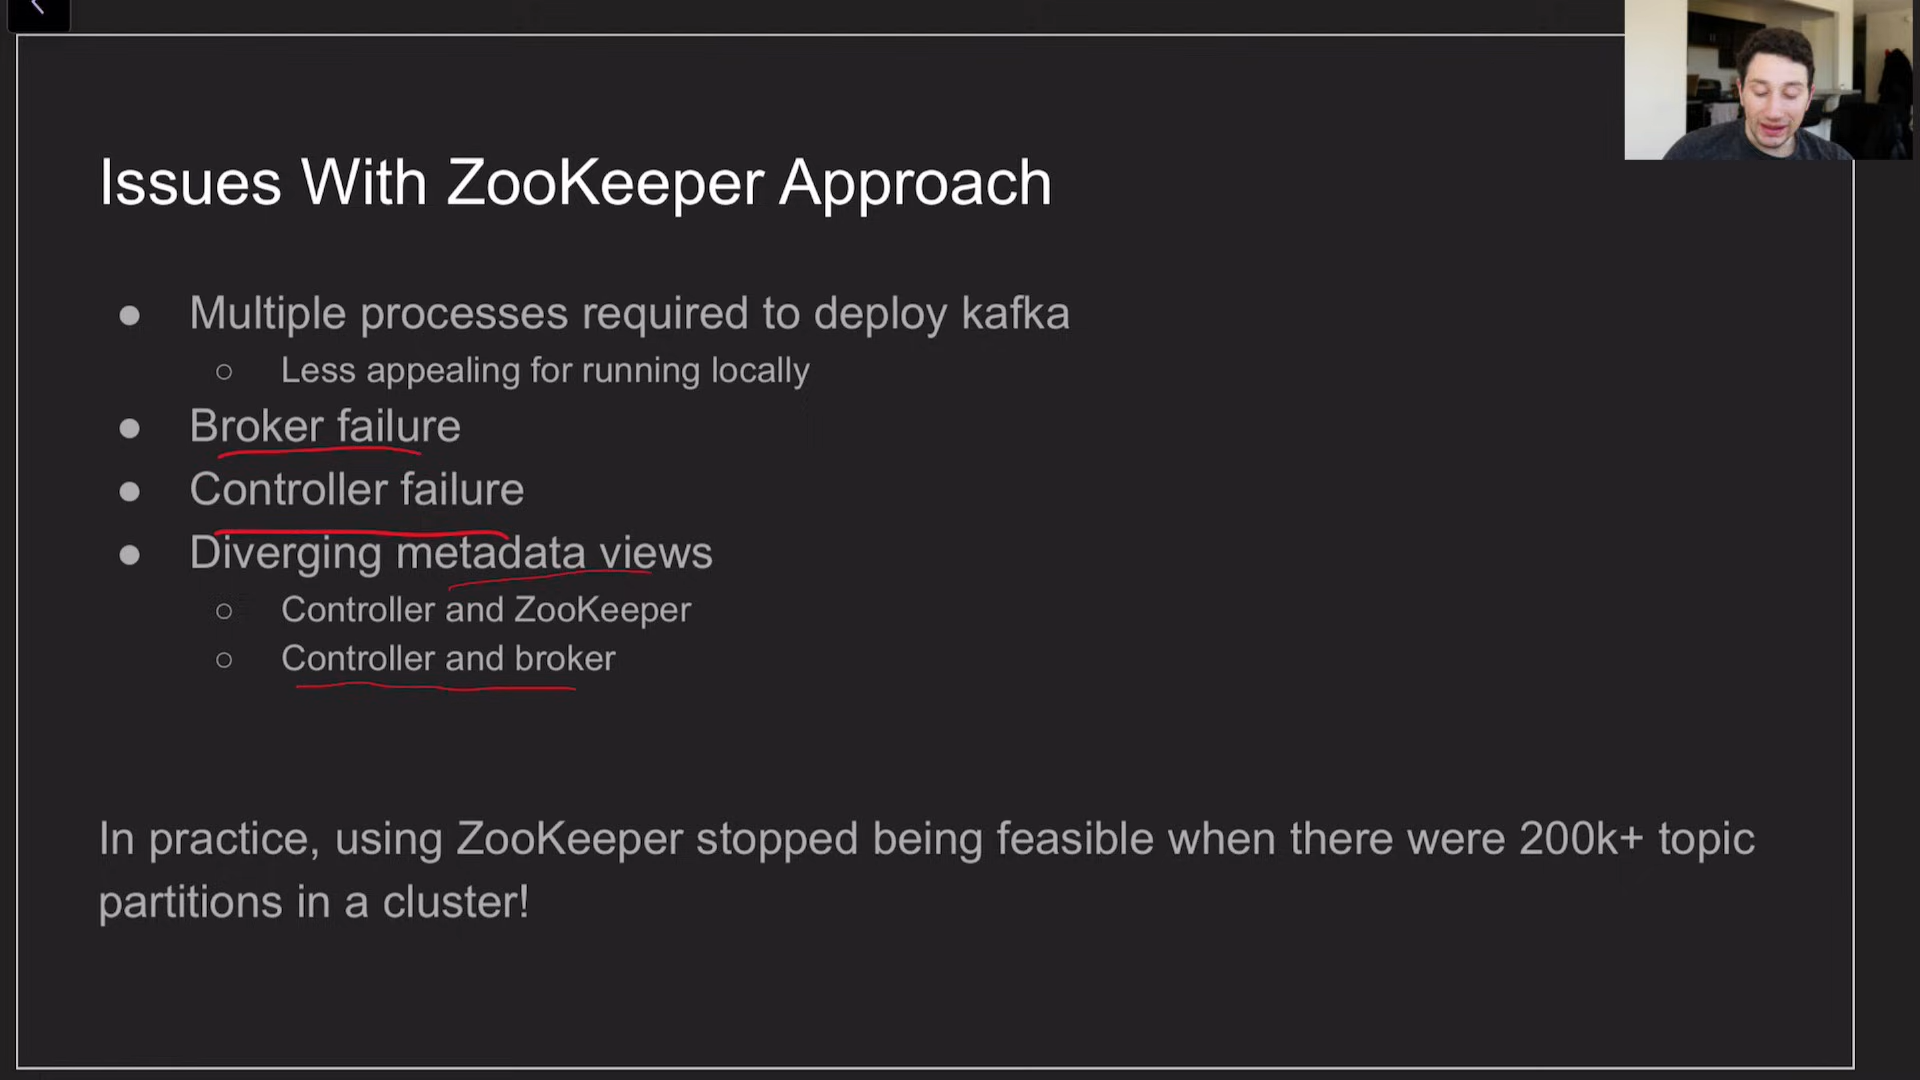 Issues With ZooKeeper Approach
● Multiple processes required to deploy kafka
○ Less appealing for running locally
● Broker failure
● Controller failure
● Diverging metadata views
○ Controller and ZooKeeper
○ Controller and broker
In practice, using ZooKeeper stopped being feasible when there were 200k+ topic
partitions in a cluster!